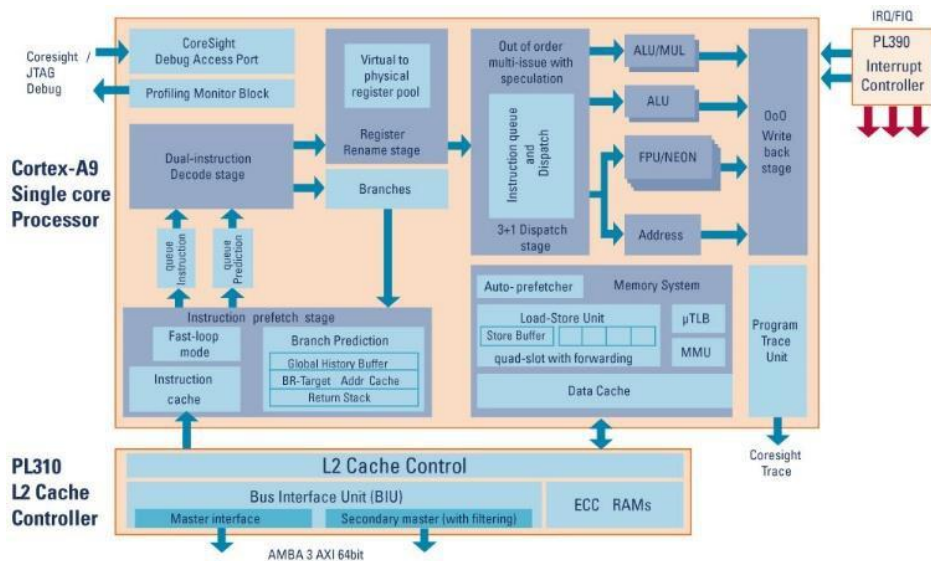 IRQ/FIQ
Coresight /
JTAG
Debug
CoreSight
Debug Access Port
Profiling Monitor Block
Virtual to
physical
register pool
Register
Rename stage
Out of order
multi-issue with
speculation
Instruction queue
and
Dispatch
3+1 Dispatch
stage
ALU/MUL
ALU
FPU/NEON
Address
OoO
Write
back
stage
PL390
Interrupt
Controller
Cortex-A9
Single core
Processor
Dual-instruction
Decode stage
Branches
queue
Instruction
queue
Prediction
Instruction prefetch stage
Fast-loop
mode
Instruction
cache
Branch Prediction
Global History Buffer
BR-Target Addr Cache
Return Stack
Auto-prefetcher
Memory System
Load-Store Unit
Store Buffer
quad-slot with forwarding
µTLB
MMU
Data Cache
Program
Trace
Unit
Coresight
Trace
PL310
L2 Cache
Controller
L2 Cache Control
Bus Interface Unit (BIU)
Master interface
Secondary master (with filtering)
ECC RAMs
AMBA 3 AXI 64bit